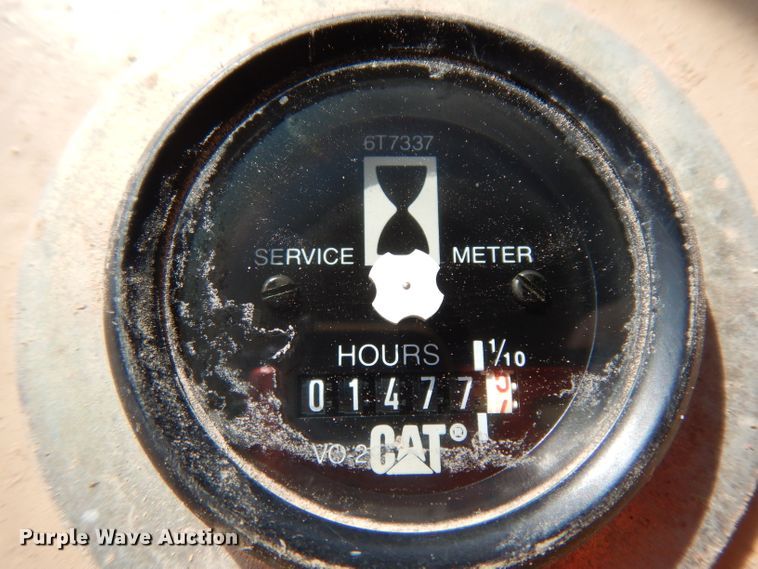 6T7337
SERVICE METER
HOURS 1/10
01477
VO-2 CAT®
Purple Wave Auction